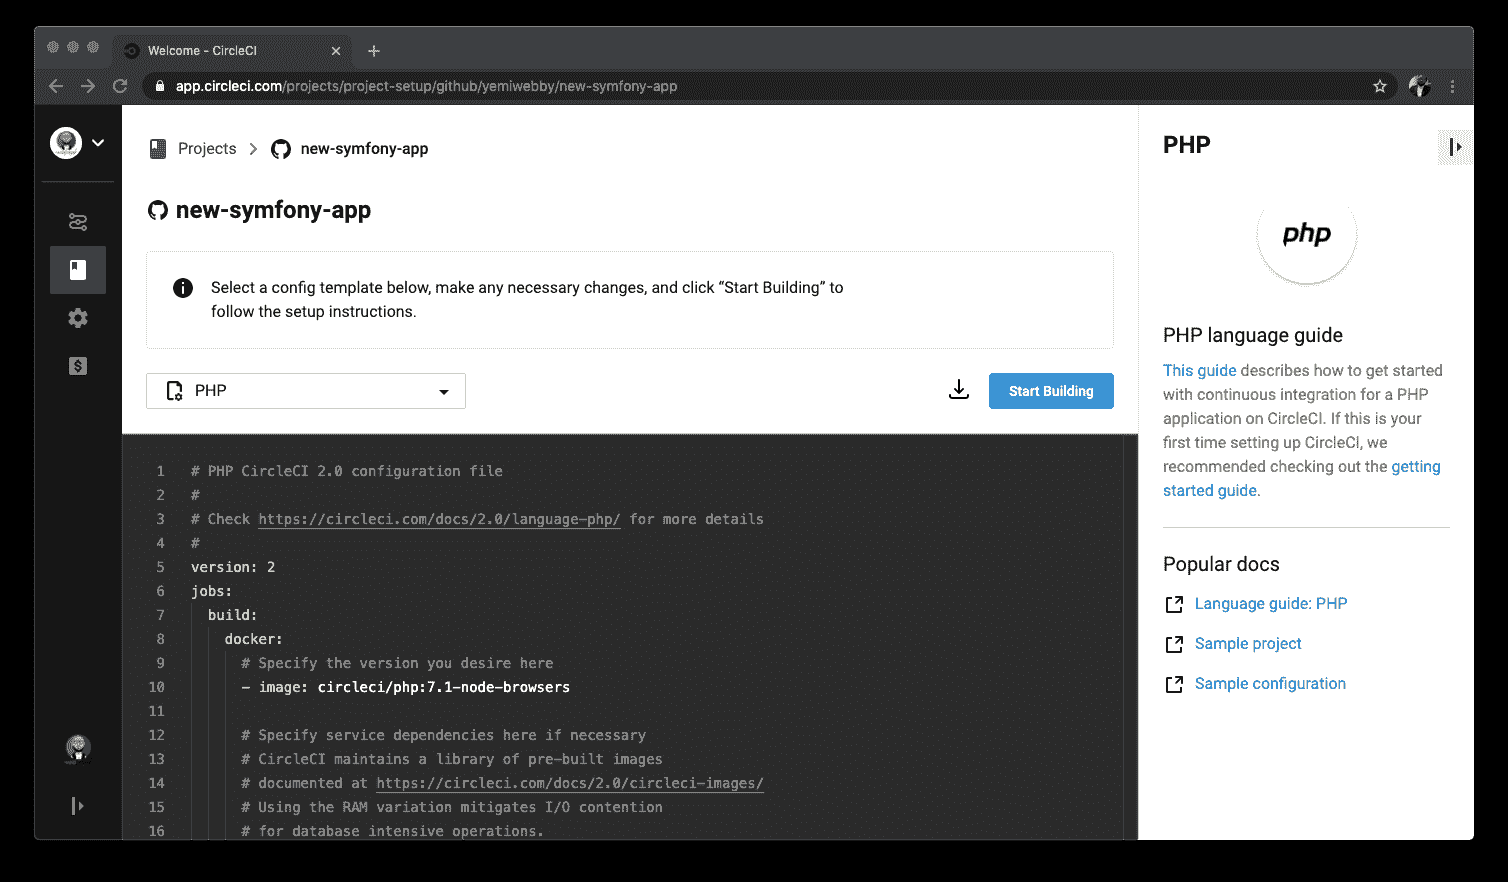 Welcome - CircleCI
app.circleci.com/projects/project-setup/github/yemiwebby/new-symfony-app
Projects
new-symfony-app
new-symfony-app
Select a config template below, make any necessary changes, and click “Start Building” to
follow the setup instructions.
PHP
Start Building
1 # PHP CircleCI 2.0 configuration file
2 #
3 # Check https://circleci.com/docs/2.0/language-php/ for more details
4 #
5 version: 2
6 jobs:
7 build:
8 docker:
9 # Specify the version you desire here
10 - image: circleci/php:7.1-node-browsers
11
12 # Specify service dependencies here if necessary
13 # CircleCI maintains a library of pre-built images
14 # documented at https://circleci.com/docs/2.0/circleci-images/
15 # Using the RAM variation mitigates I/O contention
16 # for database intensive operations.
PHP
php
PHP language guide
This guide describes how to get started
with continuous integration for a PHP
application on CircleCI. If this is your
first time setting up CircleCI, we
recommended checking out the getting
started guide.
Popular docs
Language guide: PHP
Sample project
Sample configuration